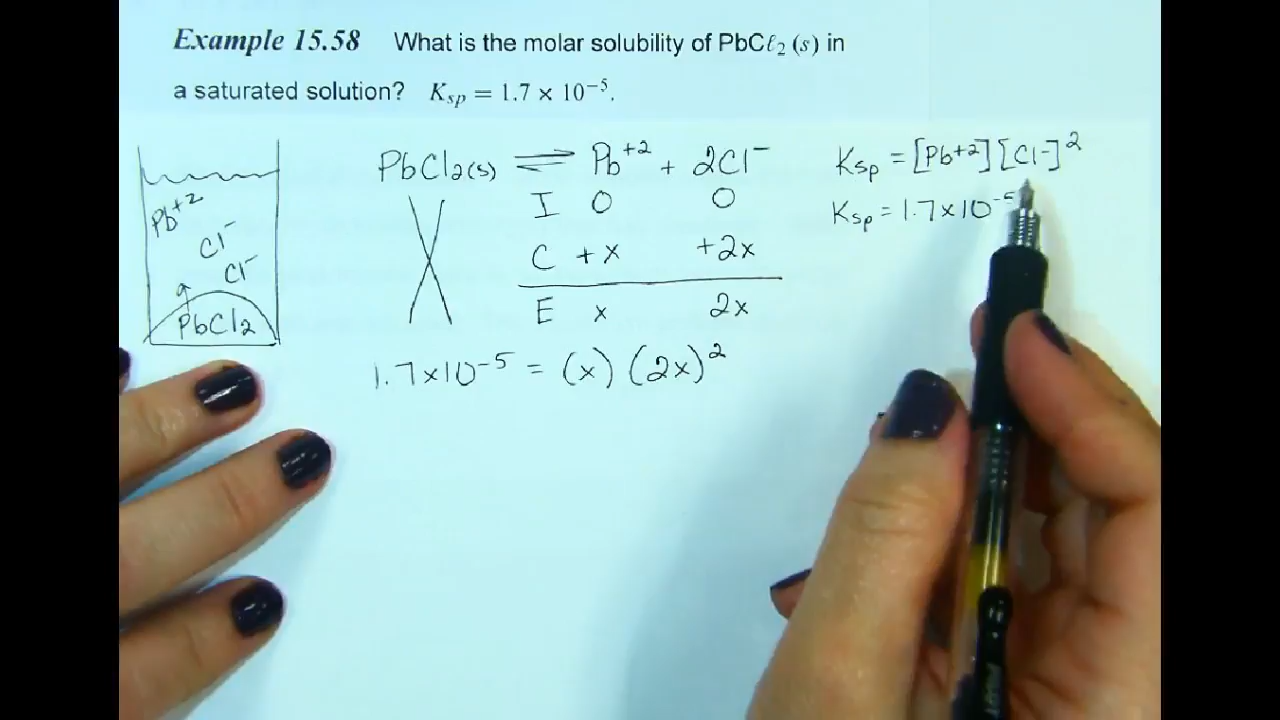 Example 15.58 What is the molar solubility of PbCℓ₂ (s) in
a saturated solution? Kₛₚ = 1.7 × 10⁻⁵.
PbCl₂(s) ⇌ Pb⁺² + 2Cl⁻
I 0 0
C +x +2x
E x 2x
1.7×10⁻⁵ = (x) (2x)²
Ksp = [Pb⁺²][Cl⁻]²
Ksp = 1.7×10⁻⁵
Pb⁺²
Cl⁻
Cl⁻
PbCl₂
PILOT